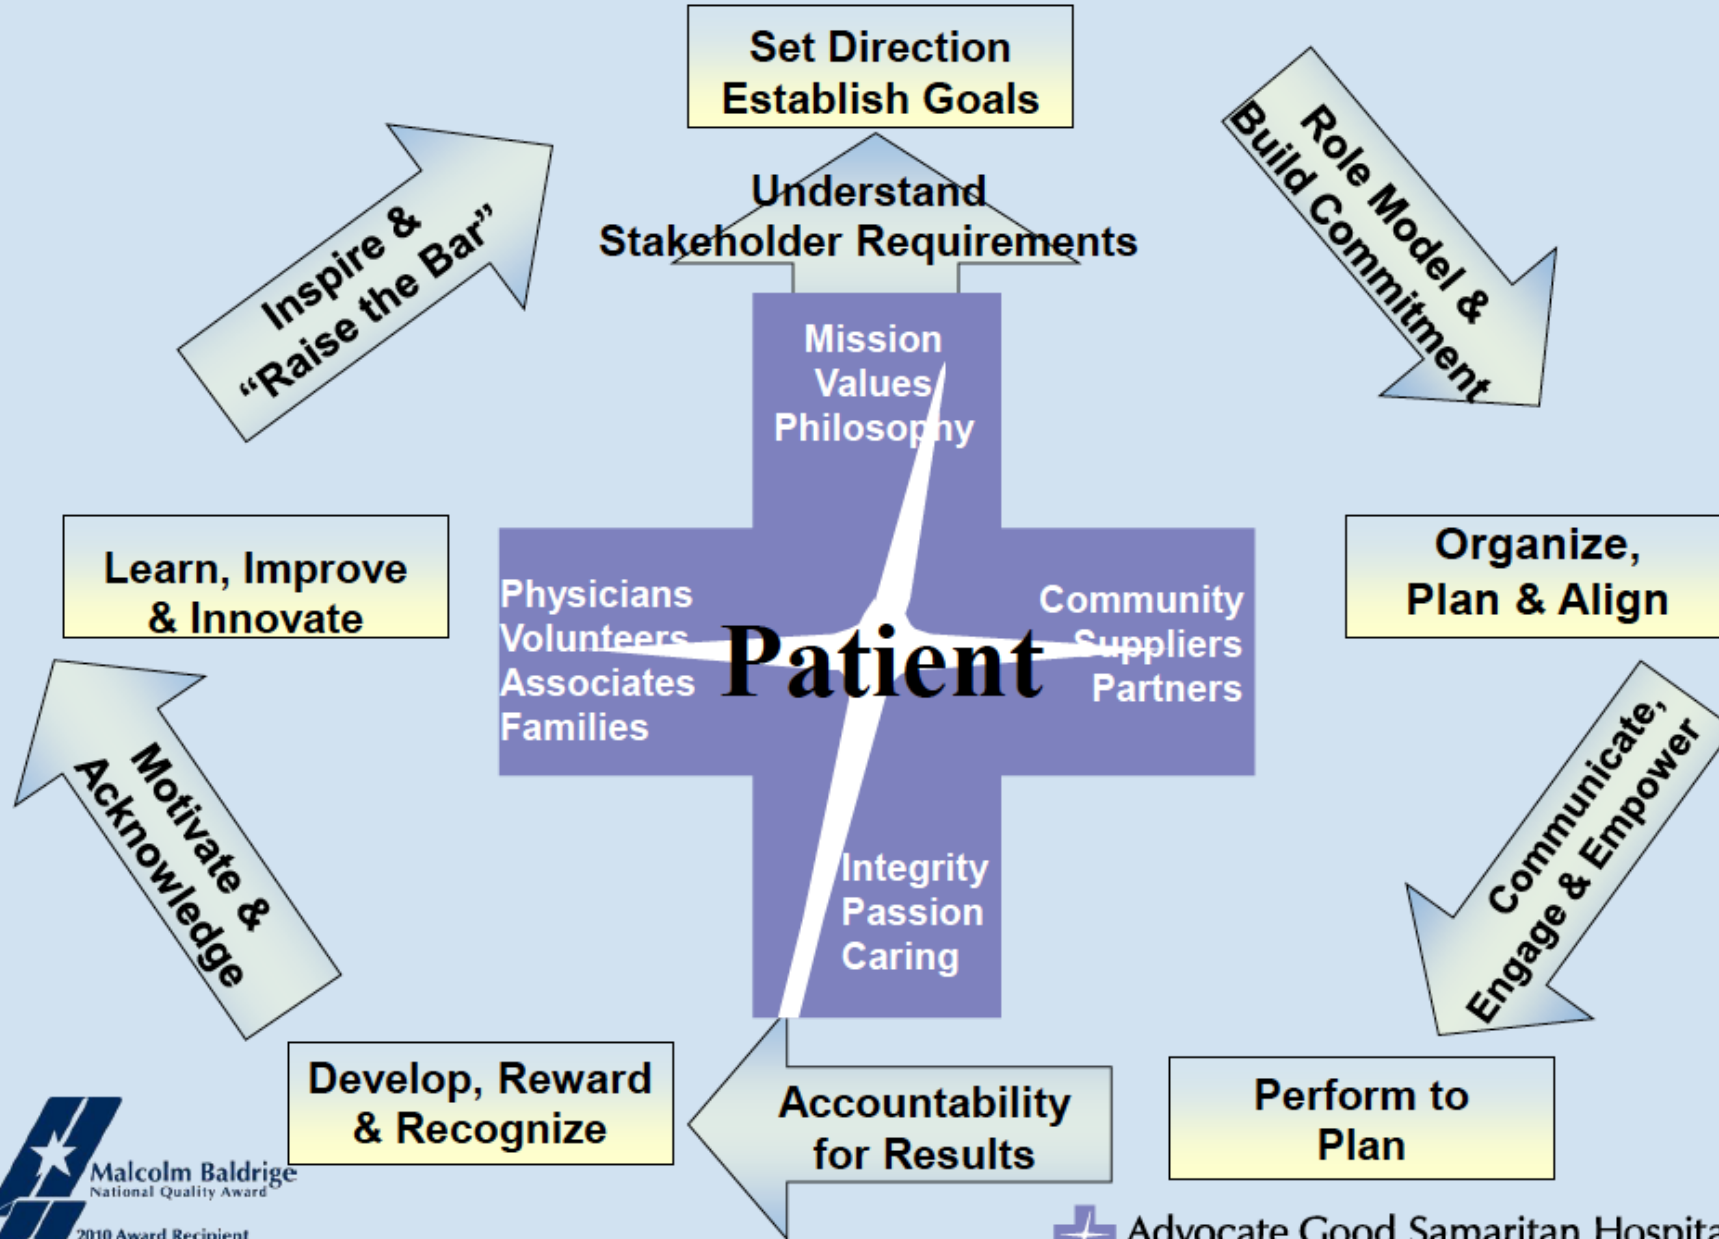 Set Direction
Establish Goals
Understand
Stakeholder Requirements
Role Model &
Build Commitment
Inspire &
“Raise the Bar”
Mission
Values
Philosophy
Learn, Improve
& Innovate
Physicians
Volunteers
Associates
Families
Patient
Community
Suppliers
Partners
Organize,
Plan & Align
Motivate &
Acknowledge
Integrity
Passion
Caring
Communicate,
Engage & Empower
Develop, Reward
& Recognize
Accountability
for Results
Perform to
Plan
Malcolm Baldrige
National Quality Award
2010 Award Recipient
Advocate Good Samaritan Hospita